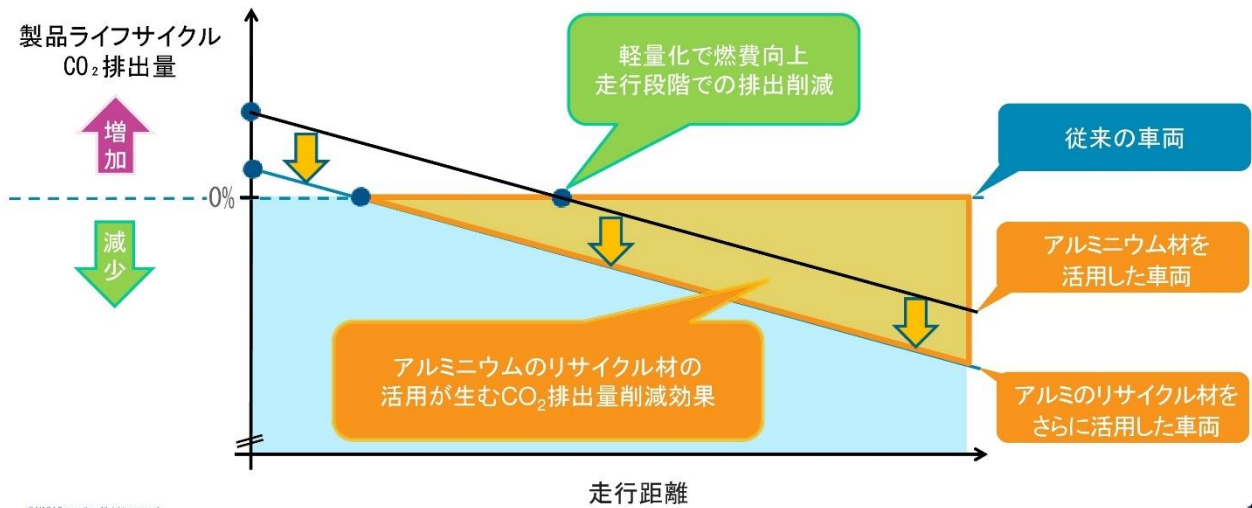 製品ライフサイクル
CO₂排出量
増加
0%
減少
軽量化で燃費向上
走行段階での排出削減
従来の車両
アルミニウム材を
活用した車両
アルミニウムのリサイクル材の
活用が生むCO₂排出量削減効果
アルミのリサイクル材を
さらに活用した車両
走行距離